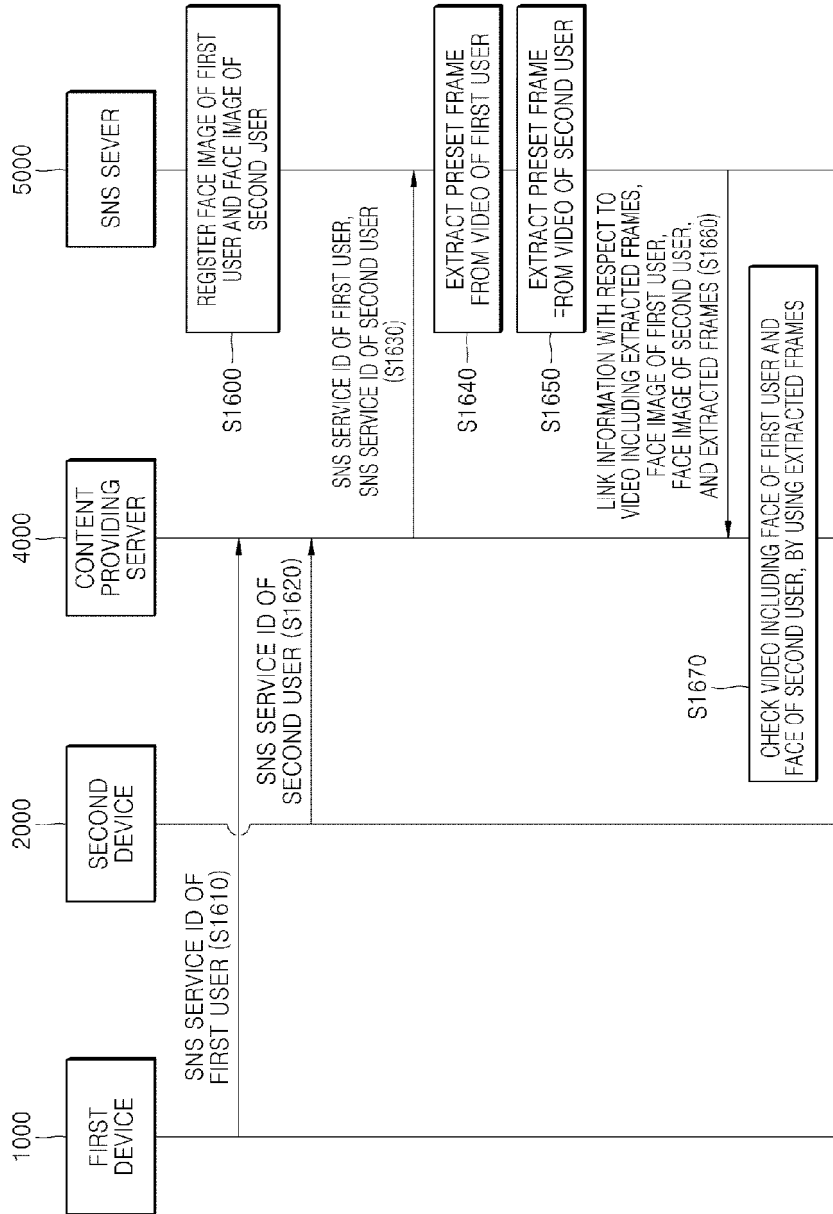 1000
FIRST
DEVICE
2000
SECOND
DEVICE
4000
CONTENT
PROVIDING
SERVER
5000
SNS SEVER
REGISTER FACE IMAGE OF FIRST
USER AND FACE IMAGE OF
SECOND JSER
S1600
SNS SERVICE ID OF
FIRST USER (S1610)
SNS SERVICE ID OF
SECOND USER (S1620)
SNS SERVICE ID OF FIRST USER,
SNS SERVICE ID OF SECOND USER
(S1630)
EXTRACT PRESET FRAME
FROM VIDEO OF FIRST USER
S1640
EXTRACT PRESET FRAME
FROM VIDEO OF SECOND USER
S1650
LINK INFORMATION WITH RESPECT TO
VIDEO INCLUDING EXTRACTED FRAMES,
FACE IMAGE OF FIRST USER,
FACE IMAGE OF SECOND USER,
AND EXTRACTED FRAMES (S1660)
S1670
CHECK VIDEO INCLUDING FACE OF FIRST USER AND
FACE OF SECOND USER, BY USING EXTRACTED FRAMES